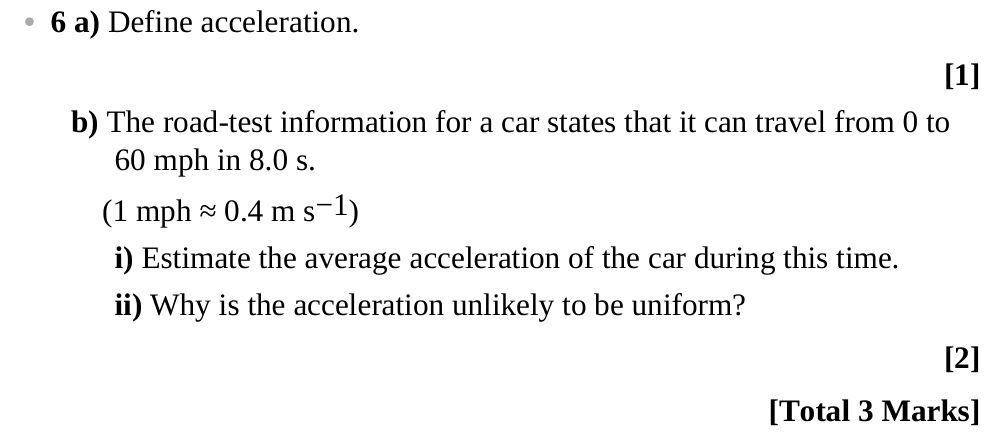 • 6 a) Define acceleration.
[1]
b) The road-test information for a car states that it can travel from 0 to
60 mph in 8.0 s.
(1 mph ≈ 0.4 m s⁻¹)
i) Estimate the average acceleration of the car during this time.
ii) Why is the acceleration unlikely to be uniform?
[2]
[Total 3 Marks]